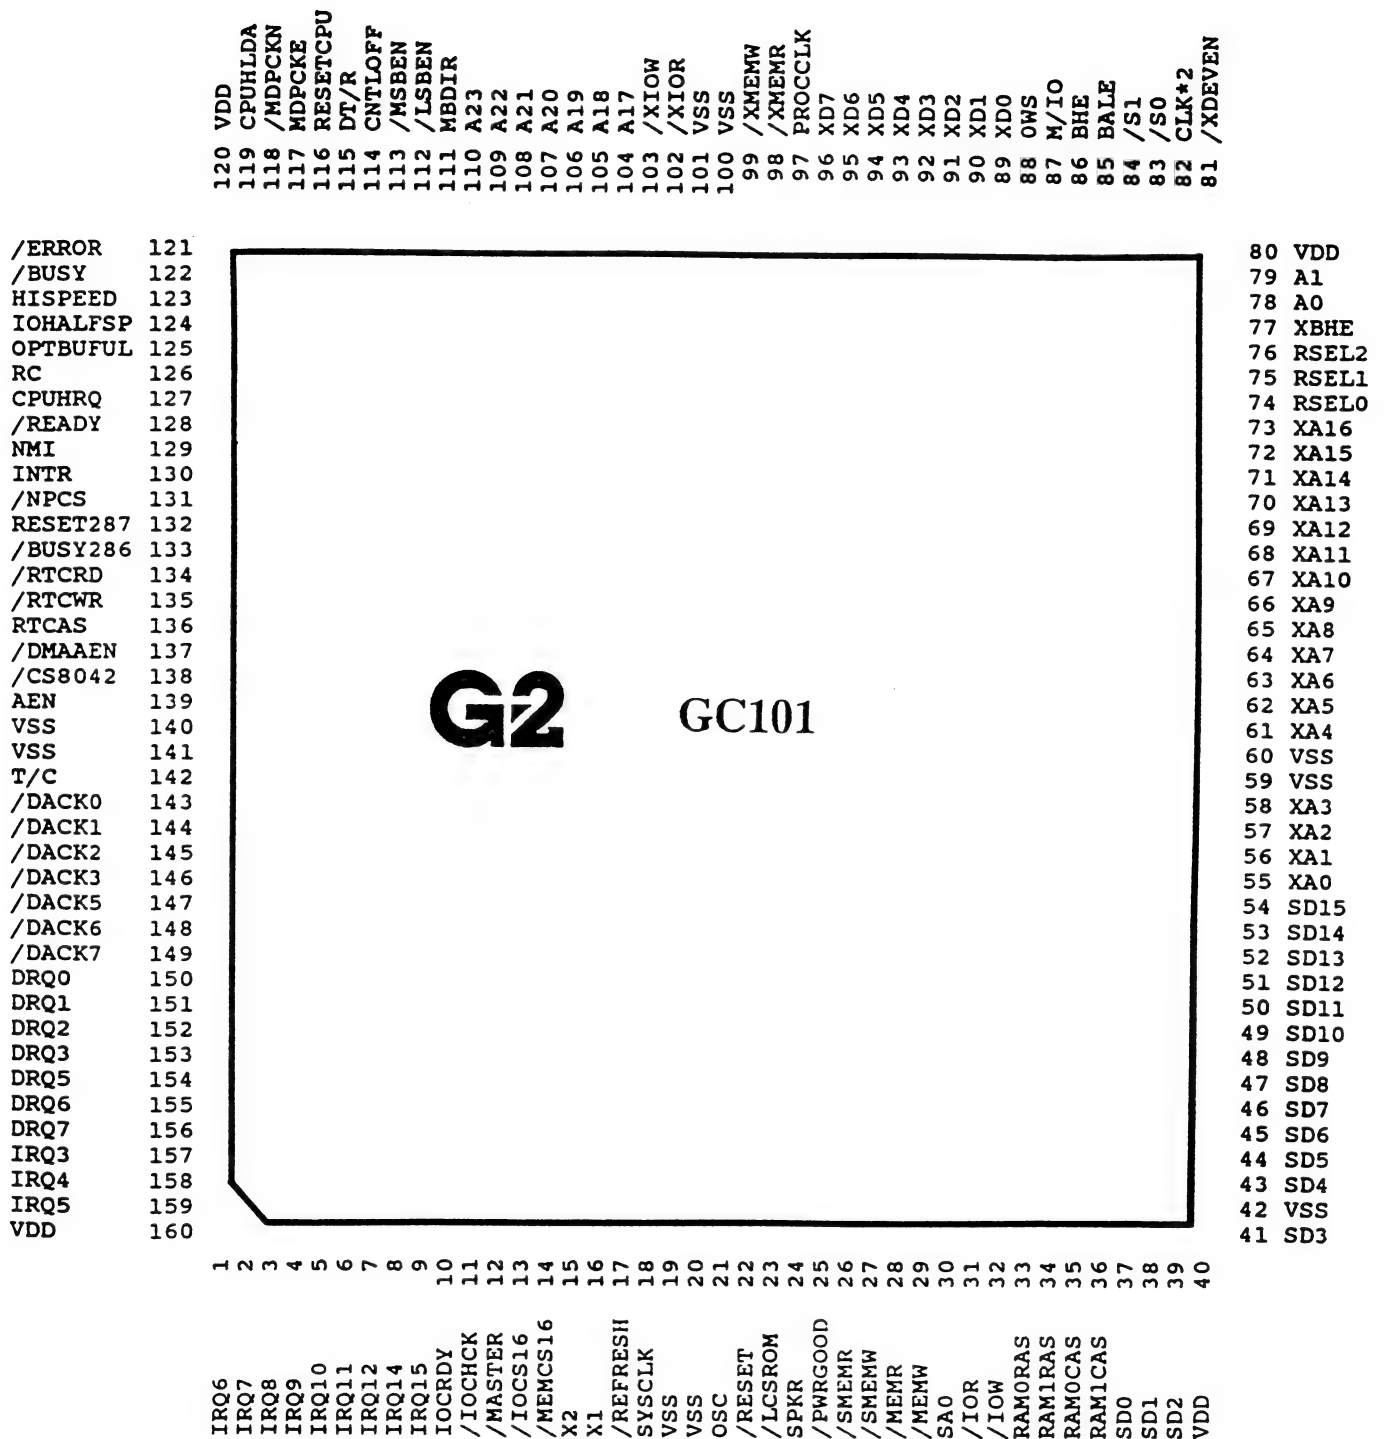 120 VDD
119 CPUHLDA
118 /MDPCKN
117 MDPCKE
116 RESETCPU
115 DT/R
114 CNTLOFF
113 /MSBEN
112 /LSBEN
111 MBDIR
110 A23
109 A22
108 A21
107 A20
106 A19
105 A18
104 A17
103 /XIOW
102 /XIOR
101 VSS
100 VSS
99 /XMEMW
98 /XMEMR
97 PROCCLK
96 XD7
95 XD6
94 XD5
93 XD4
92 XD3
91 XD2
90 XD1
89 XD0
88 0WS
87 M/IO
86 BHE
85 BALE
84 /S1
83 /S0
82 CLK*2
81 /XDEVEN
/ERROR 121
/BUSY 122
HISPEED 123
IOHALFSP 124
OPTBUFUL 125
RC 126
CPUHRQ 127
/READY 128
NMI 129
INTR 130
/NPCS 131
RESET287 132
/BUSY286 133
/RTCRD 134
/RTCWR 135
RTCAS 136
/DMAAEN 137
/CS8042 138
AEN 139
VSS 140
VSS 141
T/C 142
/DACK0 143
/DACK1 144
/DACK2 145
/DACK3 146
/DACK5 147
/DACK6 148
/DACK7 149
DRQ0 150
DRQ1 151
DRQ2 152
DRQ3 153
DRQ5 154
DRQ6 155
DRQ7 156
IRQ3 157
IRQ4 158
IRQ5 159
VDD 160
G2 GC101
80 VDD
79 A1
78 A0
77 XBHE
76 RSEL2
75 RSEL1
74 RSEL0
73 XA16
72 XA15
71 XA14
70 XA13
69 XA12
68 XA11
67 XA10
66 XA9
65 XA8
64 XA7
63 XA6
62 XA5
61 XA4
60 VSS
59 VSS
58 XA3
57 XA2
56 XA1
55 XA0
54 SD15
53 SD14
52 SD13
51 SD12
50 SD11
49 SD10
48 SD9
47 SD8
46 SD7
45 SD6
44 SD5
43 SD4
42 VSS
41 SD3
IRQ6 1
IRQ7 2
IRQ8 3
IRQ9 4
IRQ10 5
IRQ11 6
IRQ12 7
IRQ14 8
IRQ15 9
IOCRDY 10
/IOCHCK 11
/MASTER 12
/IOCS16 13
/MEMCS16 14
X2 15
X1 16
/REFRESH 17
SYSCLK 18
VSS 19
VSS 20
OSC 21
/RESET 22
/LCSROM 23
SPKR 24
/PWRGOOD 25
/SMEMR 26
/SMEMW 27
/MEMR 28
/MEMW 29
SA0 30
/IOR 31
/IOW 32
RAM0RAS 33
RAM1RAS 34
RAM0CAS 35
RAM1CAS 36
SD0 37
SD1 38
SD2 39
VDD 40